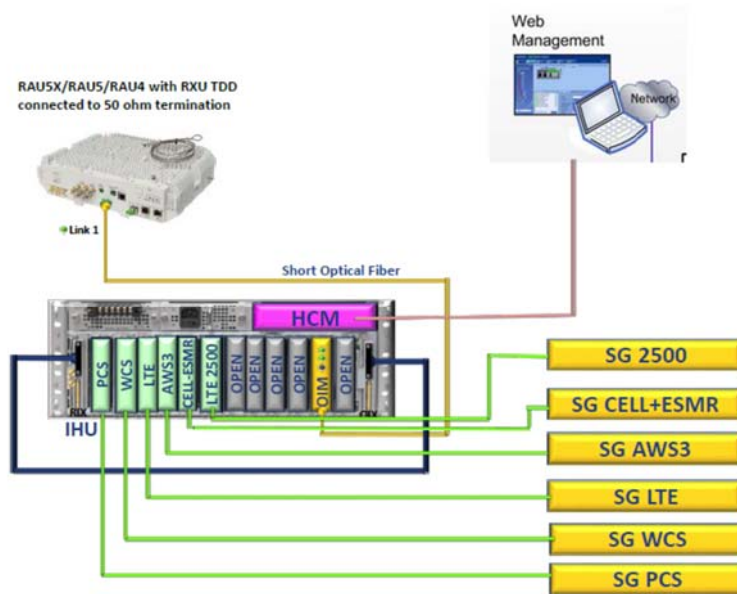 Web
Management
Network
RAU5X/RAU5/RAU4 with RXU TDD
connected to 50 ohm termination
Link 1
Short Optical Fiber
HCM
PCS
WCS
LTE
AWS3
CELL-ESMR
LTE 2500
OPEN
OPEN
OPEN
OPEN
OIM
OPEN
IHU
SG 2500
SG CELL+ESMR
SG AWS3
SG LTE
SG WCS
SG PCS